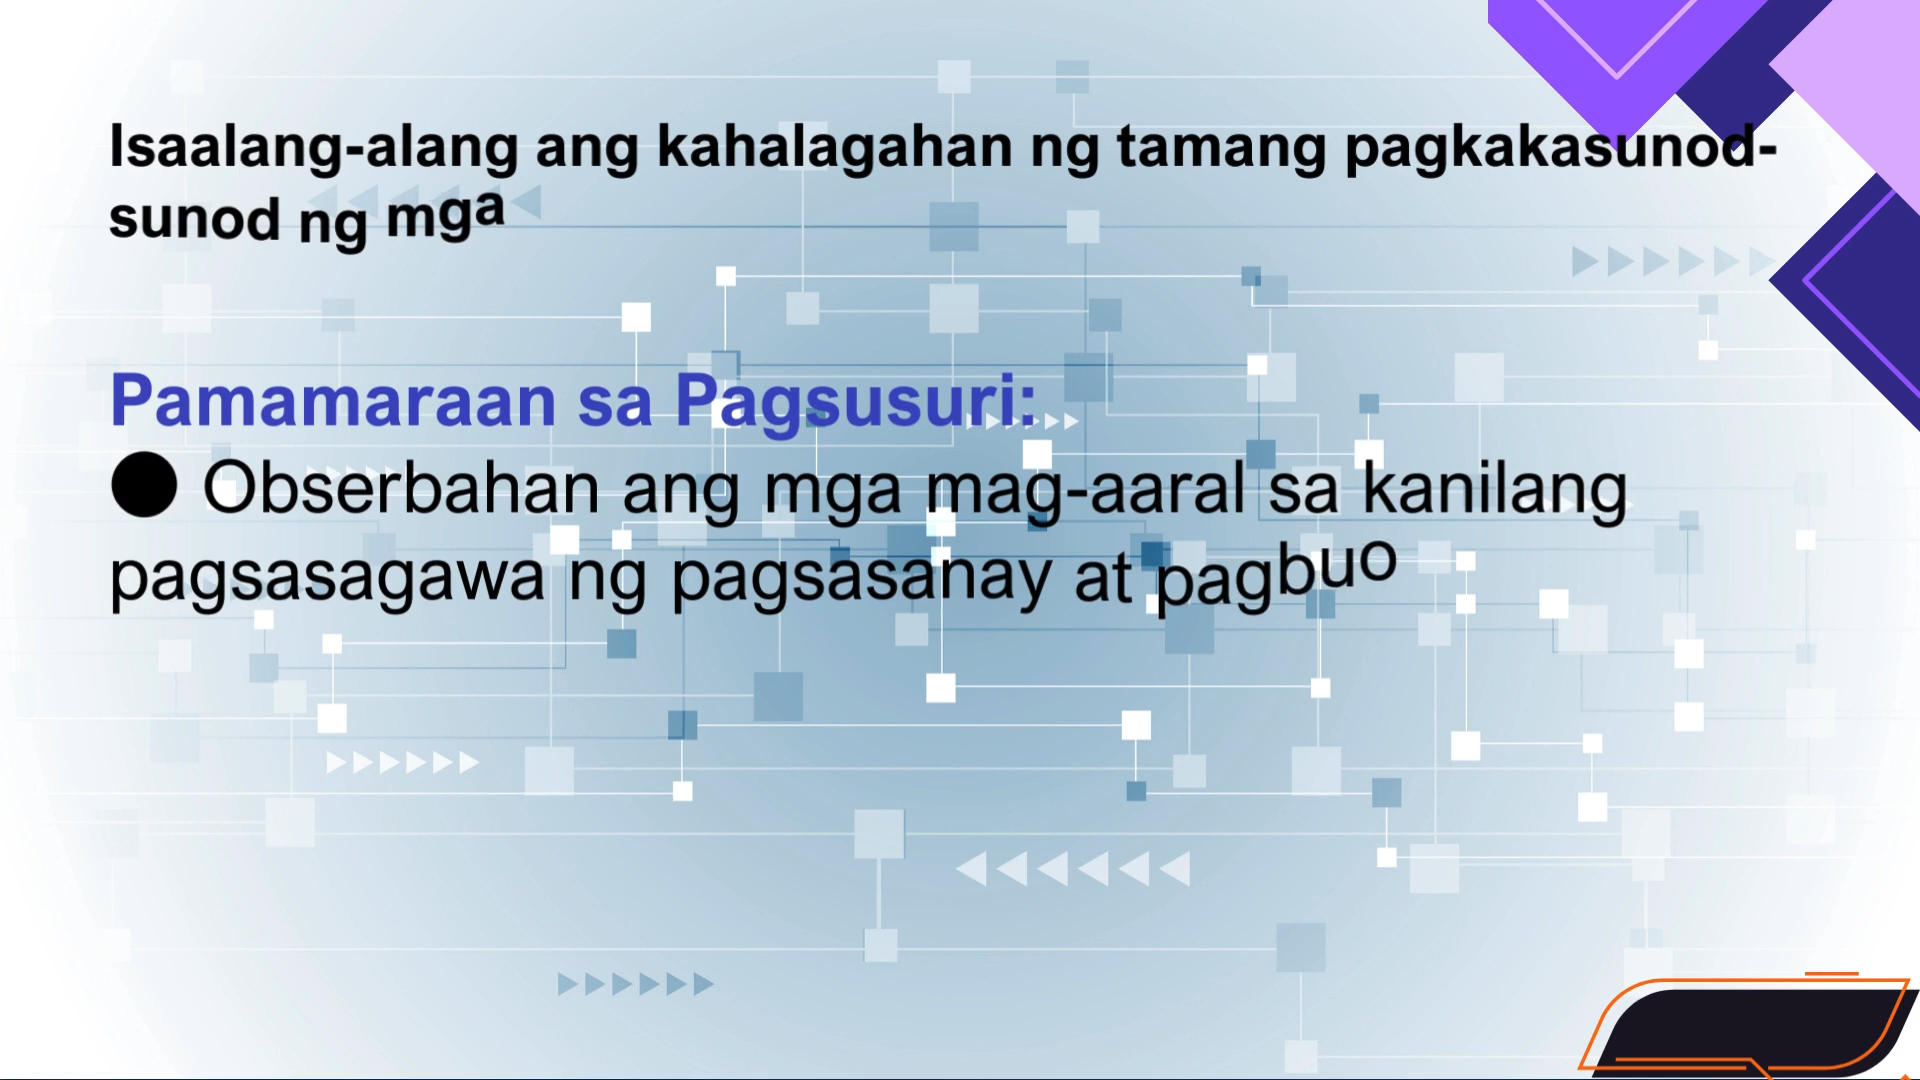 Isaalang-alang ang kahalagahan ng tamang pagkakasunod-
sunod ng mga
Pamamaraan sa Pagsusuri:
● Obserbahan ang mga mag-aaral sa kanilang
pagsasagawa ng pagsasanay at pagbuo